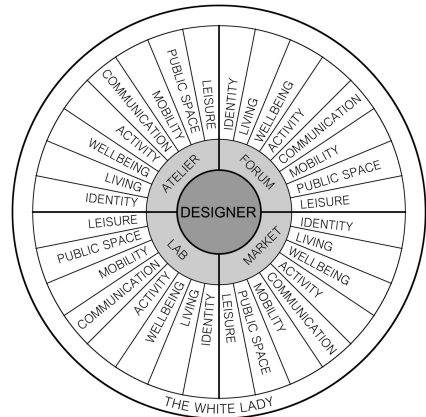 DESIGNER
ATELIER
FORUM
MARKET
LAB
IDENTITY
LIVING
WELLBEING
ACTIVITY
COMMUNICATION
MOBILITY
PUBLIC SPACE
LEISURE
IDENTITY
LIVING
WELLBEING
ACTIVITY
COMMUNICATION
MOBILITY
PUBLIC SPACE
LEISURE
IDENTITY
LIVING
WELLBEING
ACTIVITY
COMMUNICATION
MOBILITY
PUBLIC SPACE
LEISURE
IDENTITY
LIVING
WELLBEING
ACTIVITY
COMMUNICATION
MOBILITY
PUBLIC SPACE
LEISURE
THE WHITE LADY